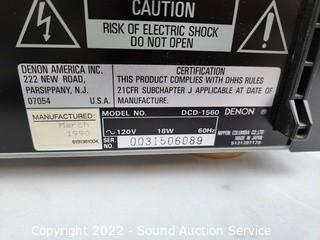 CAUTION
RISK OF ELECTRIC SHOCK
DO NOT OPEN
DENON AMERICA INC.
222 NEW ROAD,
PARSIPPANY, N.J
07054 U.S.A.
CERTIFICATION
THIS PRODUCT COMPLIES WITH DHHS RULES
21CFR SUBCHAPTER J APPLICABLE AT DATE OF
MANUFACTURE.
MANUFACTURED:
March
1990
MODEL NO. DCD-1560 DENON
~120V 18W 60Hz
SER. NO. 0031506089
NIPPON COLUMBIA CO.,LTD
MADE IN JAPAN
Copyright © 2022 - Sound Auction Service